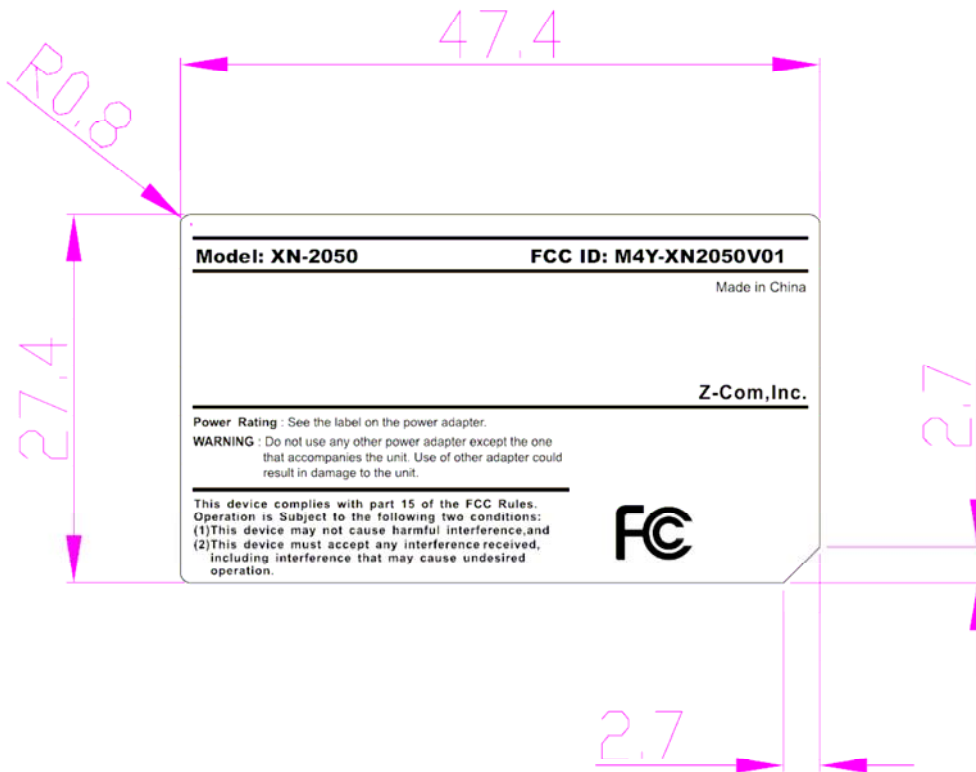 47.4
R0.8
Model: XN-2050 FCC ID: M4Y-XN2050V01
Made in China
27.4
2.7
Z-Com,Inc.
Power Rating : See the label on the power adapter.
WARNING : Do not use any other power adapter except the one
that accompanies the unit. Use of other adapter could
result in damage to the unit.
This device complies with part 15 of the FCC Rules.
Operation is Subject to the following two conditions:
(1)This device may not cause harmful interference,and
(2)This device must accept any interference received,
including interference that may cause undesired
operation.
FC
2.7